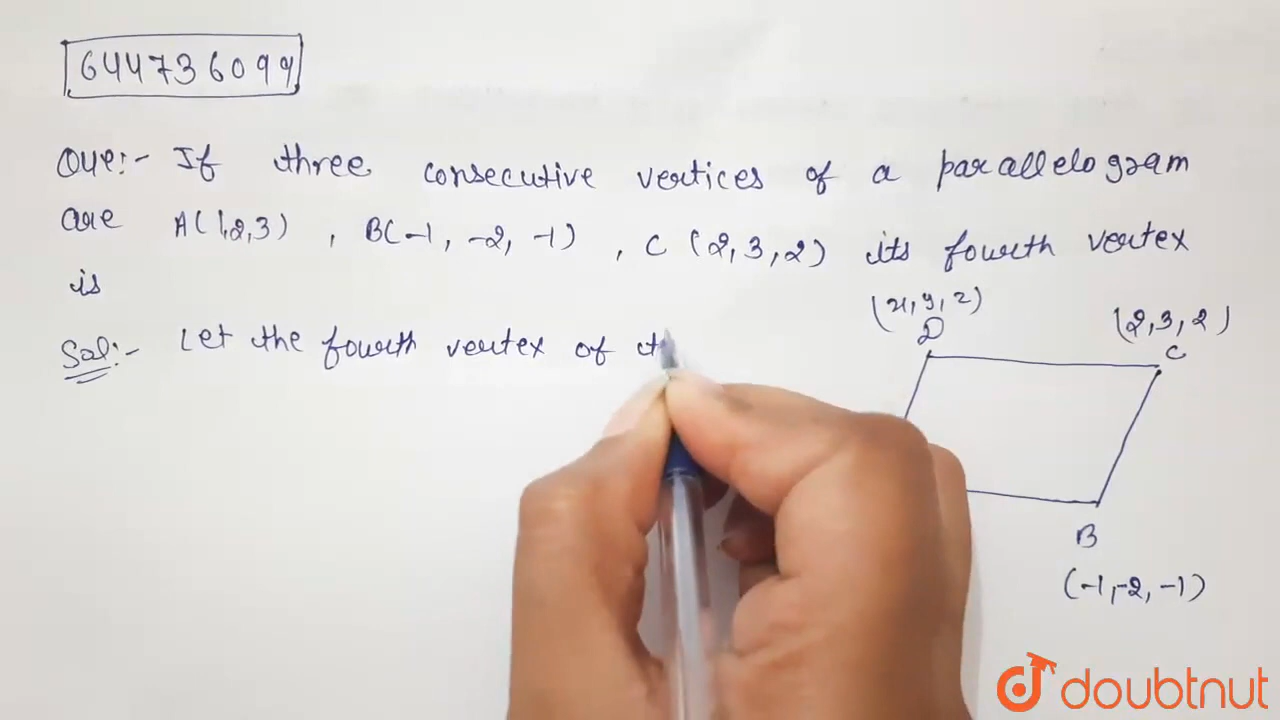 6447360994
Que:- If three consecutive vertices of a parallelogram
are A(1,2,3) , B(-1, -2, -1) , C (2,3,2) its fourth vertex
is
(x,y,z)
D
(2,3,2)
C
Sol:- Let the fourth vertex of
B
(-1,-2,-1)
doubtnut